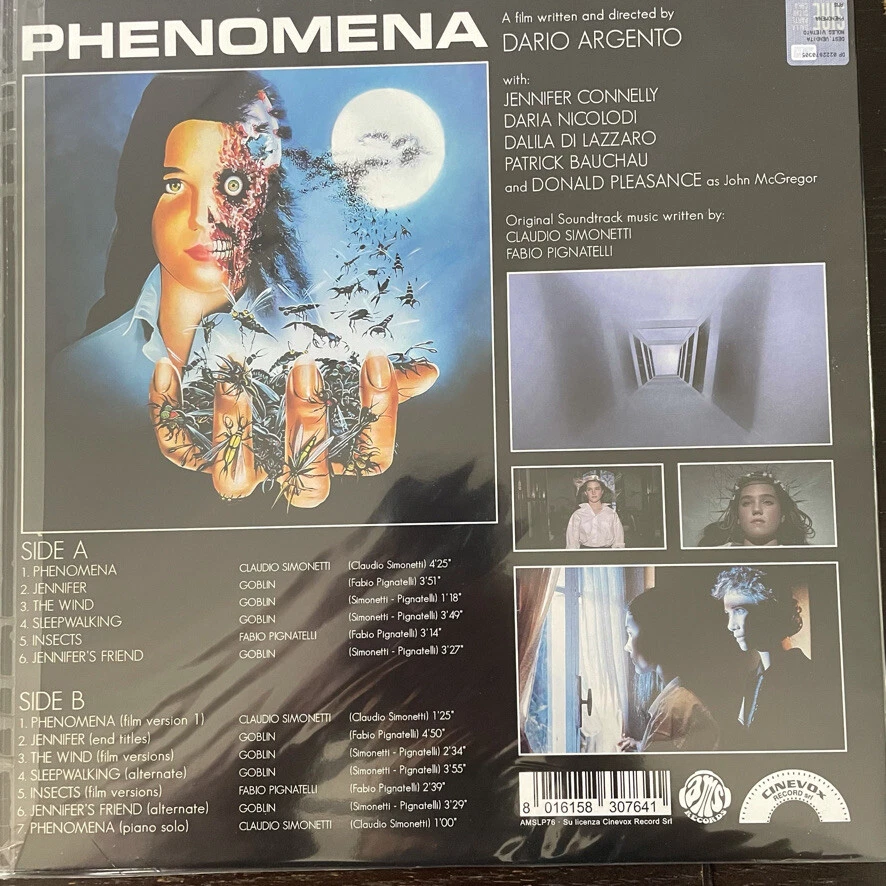 PHENOMENA
A film written and directed by
DARIO ARGENTO
with:
JENNIFER CONNELLY
DARIA NICOLODI
DALILA DI LAZZARO
PATRICK BAUCHAU
and DONALD PLEASANCE as John McGregor
Original Soundtrack music written by:
CLAUDIO SIMONETTI
FABIO PIGNATELLI
SIDE A
1. PHENOMENA CLAUDIO SIMONETTI (Claudio Simonetti) 4'25"
2. JENNIFER GOBLIN (Fabio Pignatelli) 3'51"
3. THE WIND GOBLIN (Simonetti - Pignatelli) 1'18"
4. SLEEPWALKING GOBLIN (Simonetti - Pignatelli) 3'49"
5. INSECTS FABIO PIGNATELLI (Fabio Pignatelli) 3'14"
6. JENNIFER'S FRIEND GOBLIN (Simonetti - Pignatelli) 3'27"
SIDE B
1. PHENOMENA (film version 1) CLAUDIO SIMONETTI (Claudio Simonetti) 1'25"
2. JENNIFER (end titles) GOBLIN (Fabio Pignatelli) 4'50"
3. THE WIND (film versions) GOBLIN (Simonetti - Pignatelli) 2'34"
4. SLEEPWALKING (alternate) GOBLIN (Simonetti - Pignatelli) 3'55"
5. INSECTS (film versions) FABIO PIGNATELLI (Fabio Pignatelli) 2'39"
6. JENNIFER'S FRIEND (alternate) GOBLIN (Simonetti - Pignatelli) 3'29"
7. PHENOMENA (piano solo) CLAUDIO SIMONETTI (Claudio Simonetti) 1'00"
8 016158 307641
AMSLP76 - Su licenza Cinevox Record Srl
AMS RECORDS
CINEVOX
RECORD srl